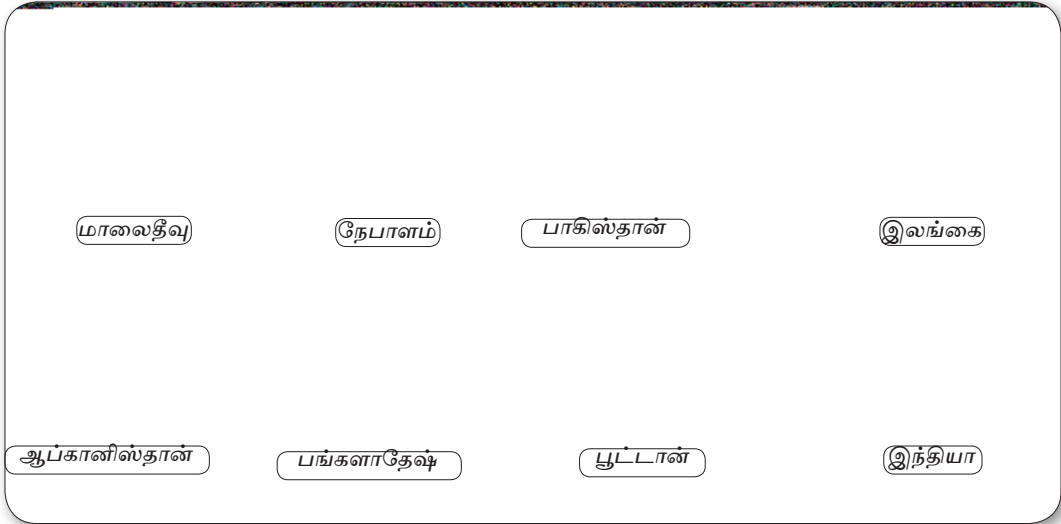 மாலைதீவு நேபாளம் பாகிஸ்தான் இலங்கை
ஆப்கானிஸ்தான் பங்களாதேஷ் பூட்டான் இந்தியா